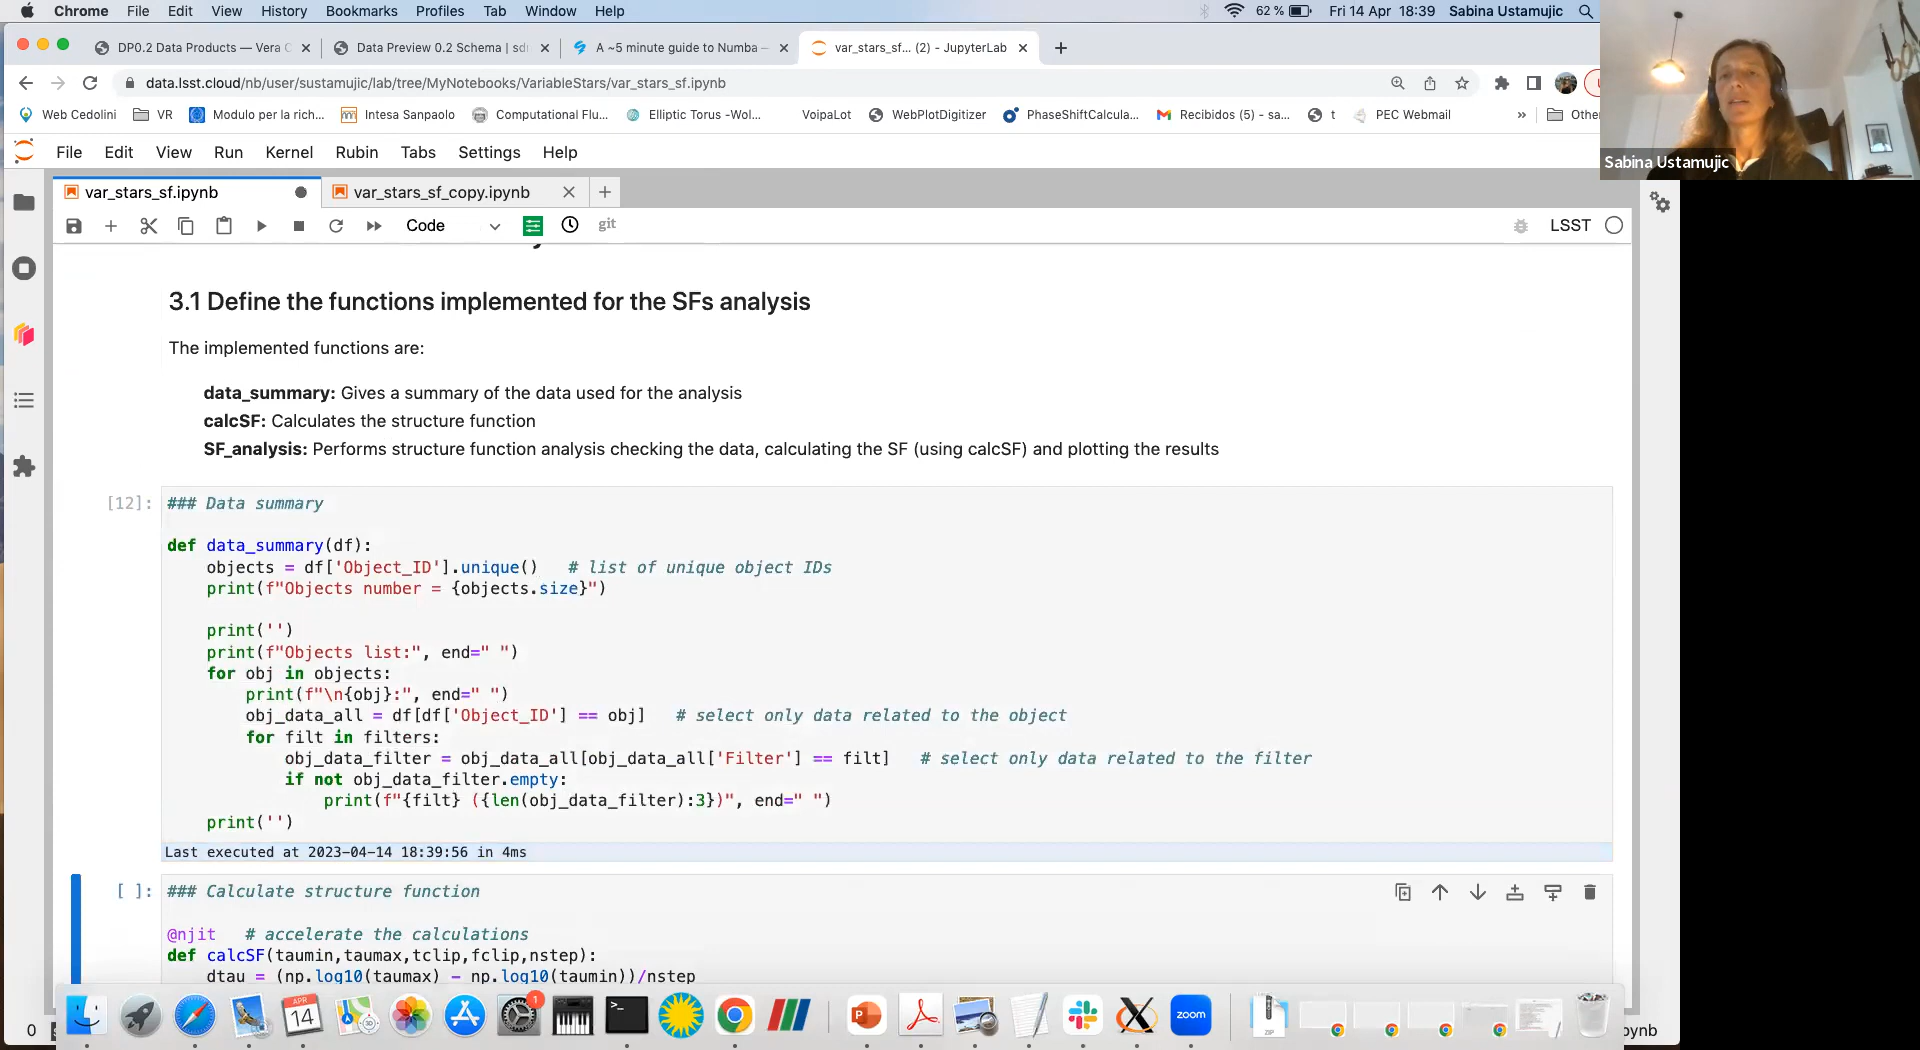 Chrome File Edit View History Bookmarks Profiles Tab Window Help 62 % Fri 14 Apr 18:39 Sabina Ustamujic
DP0.2 Data Products — Vera C Data Preview 0.2 Schema | sd A ~5 minute guide to Numba — var_stars_sf... (2) - JupyterLab
data.lsst.cloud/nb/user/sustamujic/lab/tree/MyNotebooks/VariableStars/var_stars_sf.ipynb
Web Cedolini VR Modulo per la rich... Intesa Sanpaolo Computational Flu... Elliptic Torus -Wol... VoipaLot WebPlotDigitizer PhaseShiftCalcula... Recibidos (5) - sa... t PEC Webmail » Othe
Sabina Ustamujic
File Edit View Run Kernel Rubin Tabs Settings Help
var_stars_sf.ipynb var_stars_sf_copy.ipynb
Code git LSST
3.1 Define the functions implemented for the SFs analysis
The implemented functions are:
data_summary: Gives a summary of the data used for the analysis
calcSF: Calculates the structure function
SF_analysis: Performs structure function analysis checking the data, calculating the SF (using calcSF) and plotting the results
[12]: ### Data summary
def data_summary(df):
objects = df['Object_ID'].unique() # list of unique object IDs
print(f"Objects number = {objects.size}")
print('')
print(f"Objects list:", end=" ")
for obj in objects:
print(f"\n{obj}:", end=" ")
obj_data_all = df[df['Object_ID'] == obj] # select only data related to the object
for filt in filters:
obj_data_filter = obj_data_all[obj_data_all['Filter'] == filt] # select only data related to the filter
if not obj_data_filter.empty:
print(f"{filt} ({len(obj_data_filter):3})", end=" ")
print('')
Last executed at 2023-04-14 18:39:56 in 4ms
[ ]: ### Calculate structure function
@njit # accelerate the calculations
def calcSF(taumin,taumax,tclip,fclip,nstep):
dtau = (np.log10(taumax) - np.log10(taumin))/nstep
APR
14
1
zoom
ZIP
0
ynb